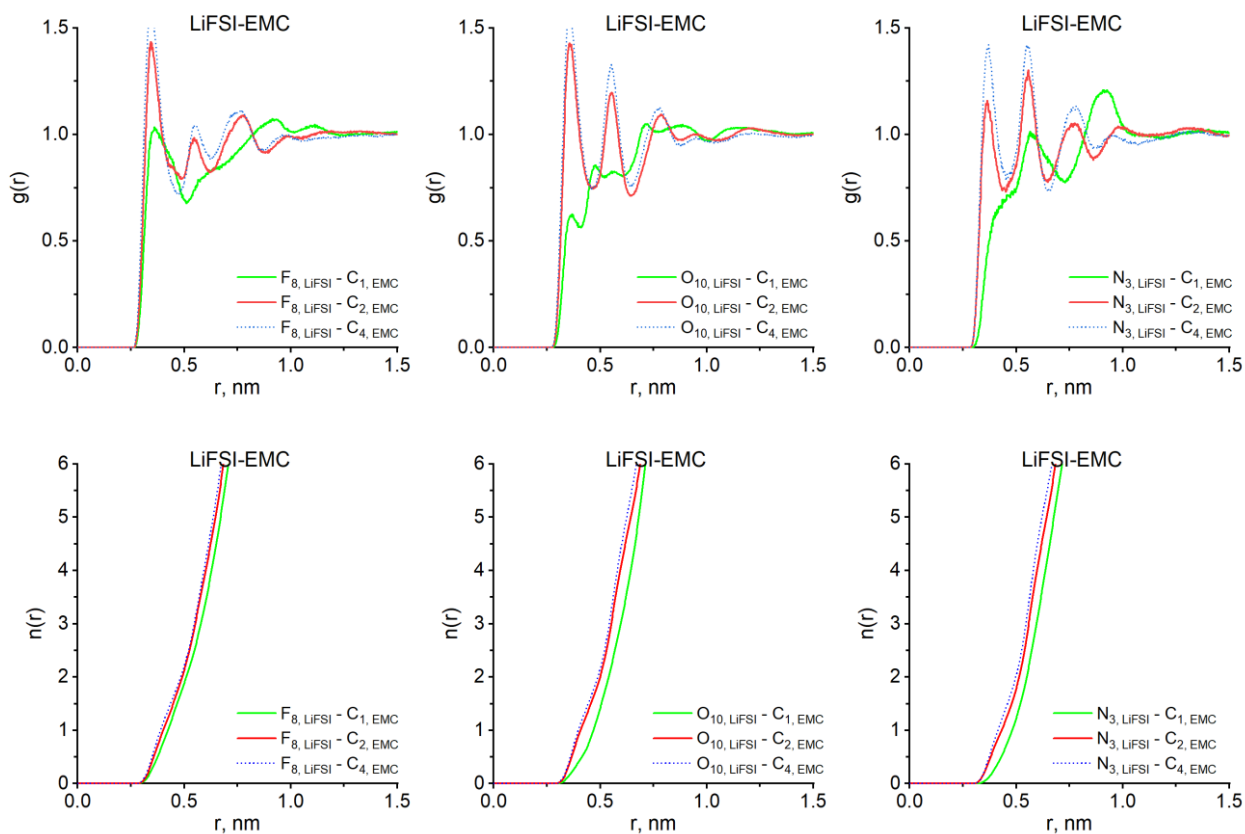 LiFSI-EMC
1.5
1.0
0.5
0.0
g(r)
F8, LiFSI - C1, EMC
F8, LiFSI - C2, EMC
F8, LiFSI - C4, EMC
0.0 0.5 1.0 1.5
r, nm
LiFSI-EMC
1.5
1.0
0.5
0.0
g(r)
O10, LiFSI - C1, EMC
O10, LiFSI - C2, EMC
O10, LiFSI - C4, EMC
0.0 0.5 1.0 1.5
r, nm
LiFSI-EMC
1.5
1.0
0.5
0.0
g(r)
N3, LiFSI - C1, EMC
N3, LiFSI - C2, EMC
N3, LiFSI - C4, EMC
0.0 0.5 1.0 1.5
r, nm
LiFSI-EMC
6
5
4
3
2
1
0
n(r)
F8, LiFSI - C1, EMC
F8, LiFSI - C2, EMC
F8, LiFSI - C4, EMC
0.0 0.5 1.0 1.5
r, nm
LiFSI-EMC
6
5
4
3
2
1
0
n(r)
O10, LiFSI - C1, EMC
O10, LiFSI - C2, EMC
O10, LiFSI - C4, EMC
0.0 0.5 1.0 1.5
r, nm
LiFSI-EMC
6
5
4
3
2
1
0
n(r)
N3, LiFSI - C1, EMC
N3, LiFSI - C2, EMC
N3, LiFSI - C4, EMC
0.0 0.5 1.0 1.5
r, nm